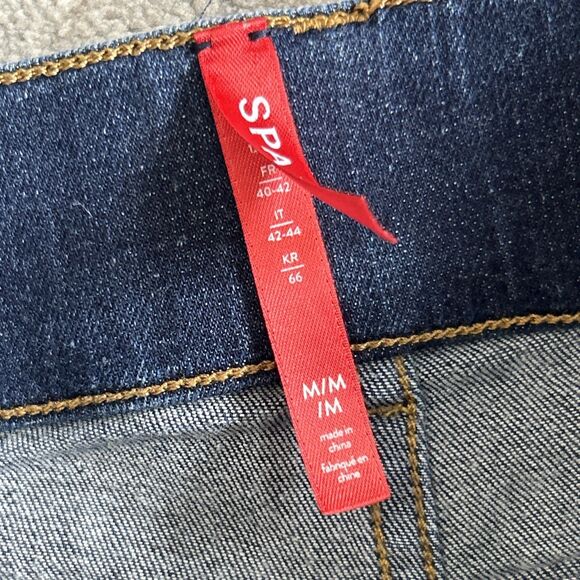 SPA
FR
40-42
IT
42-44
KR
66
M/M
/M
made in
china
fabriqué en
chine